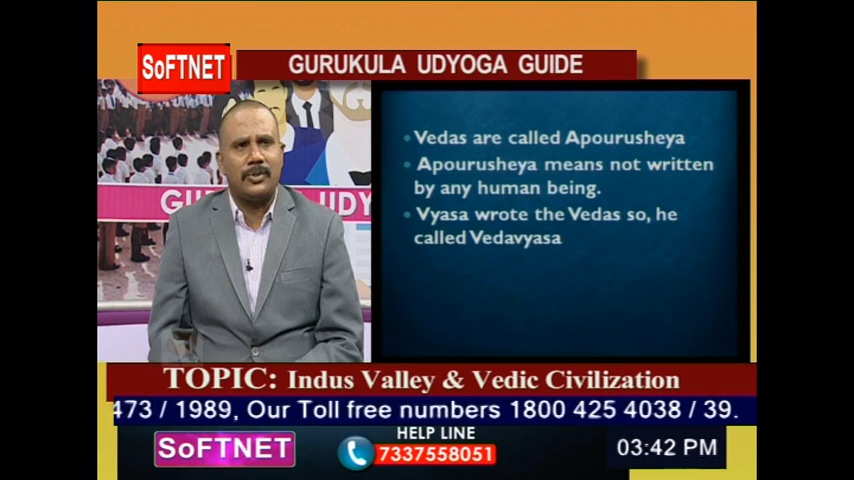 SoFTNET
GURUKULA UDYOGA GUIDE
GUR
UDY
• Vedas are called Apourusheya
• Apourusheya means not written
by any human being.
• Vyasa wrote the Vedas so, he
called Vedavyasa
TOPIC: Indus Valley & Vedic Civilization
473 / 1989, Our Toll free numbers 1800 425 4038 / 39.
SoFTNET
HELP LINE
7337558051
03:42 PM